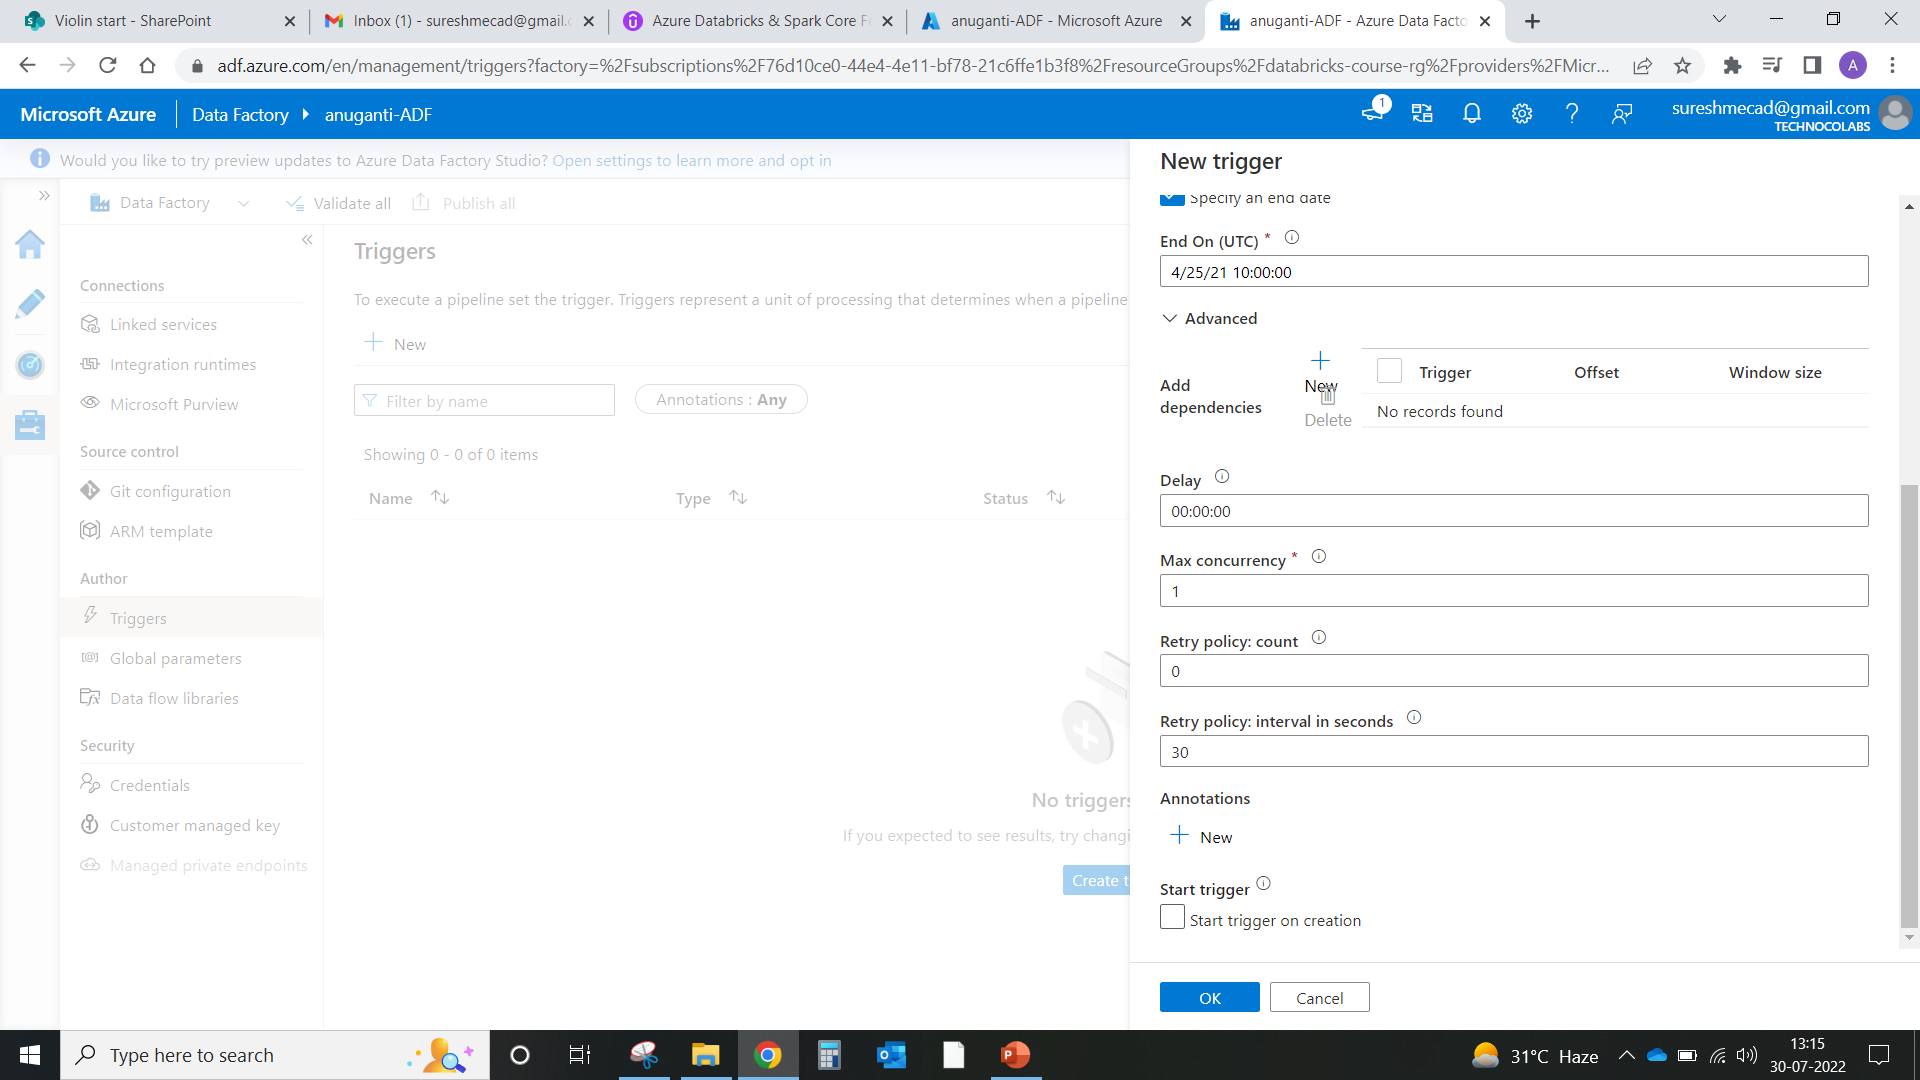 Violin start - SharePoint
Inbox (1) - sureshmecad@gmail.c
Azure Databricks & Spark Core Fo
anuganti-ADF - Microsoft Azure
anuganti-ADF - Azure Data Facto
adf.azure.com/en/management/triggers?factory=%2Fsubscriptions%2F76d10ce0-44e4-4e11-bf78-21c6ffe1b3f8%2FresourceGroups%2Fdatabricks-course-rg%2Fproviders%2FMicr...
A
Microsoft Azure
Data Factory
anuganti-ADF
1
sureshmecad@gmail.com
TECHNOCOLABS
Would you like to try preview updates to Azure Data Factory Studio? Open settings to learn more and opt in
Data Factory
Validate all
Publish all
Connections
Linked services
Integration runtimes
Microsoft Purview
Source control
Git configuration
ARM template
Author
Triggers
Global parameters
Data flow libraries
Security
Credentials
Customer managed key
Managed private endpoints
Triggers
To execute a pipeline set the trigger. Triggers represent a unit of processing that determines when a pipeline
New
Filter by name
Annotations : Any
Showing 0 - 0 of 0 items
Name
Type
Status
No triggers
If you expected to see results, try changi
Create t
New trigger
Specify an end date
End On (UTC) *
4/25/21 10:00:00
Advanced
Add dependencies
New
Delete
Trigger
Offset
Window size
No records found
Delay
00:00:00
Max concurrency *
1
Retry policy: count
0
Retry policy: interval in seconds
30
Annotations
New
Start trigger
Start trigger on creation
OK
Cancel
Type here to search
31°C Haze
13:15
30-07-2022